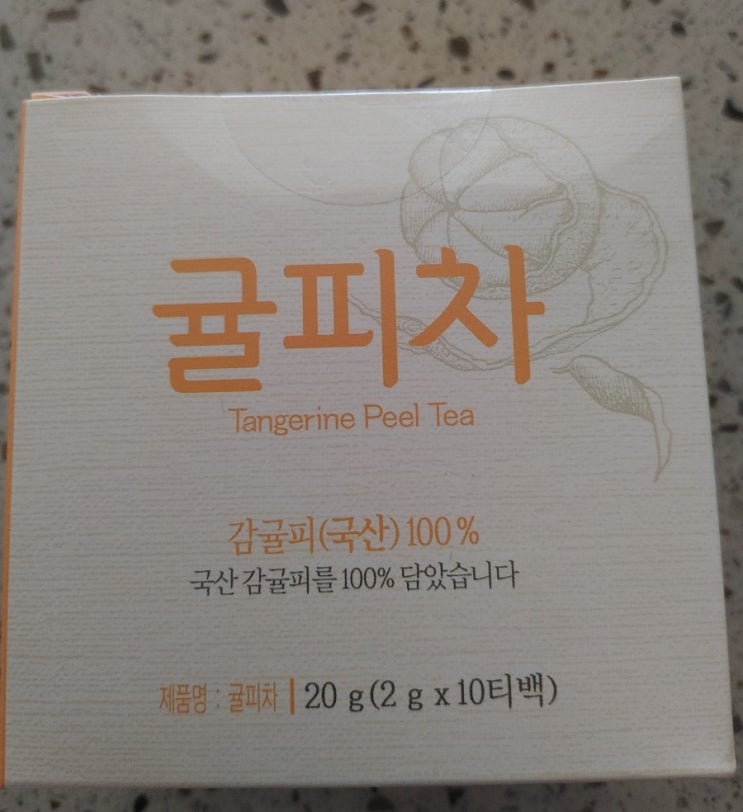 귤피차
Tangerine Peel Tea
감귤피(국산) 100%
국산 감귤피를 100% 담았습니다
제품명 : 귤피차 | 20 g (2 g x 10티백)